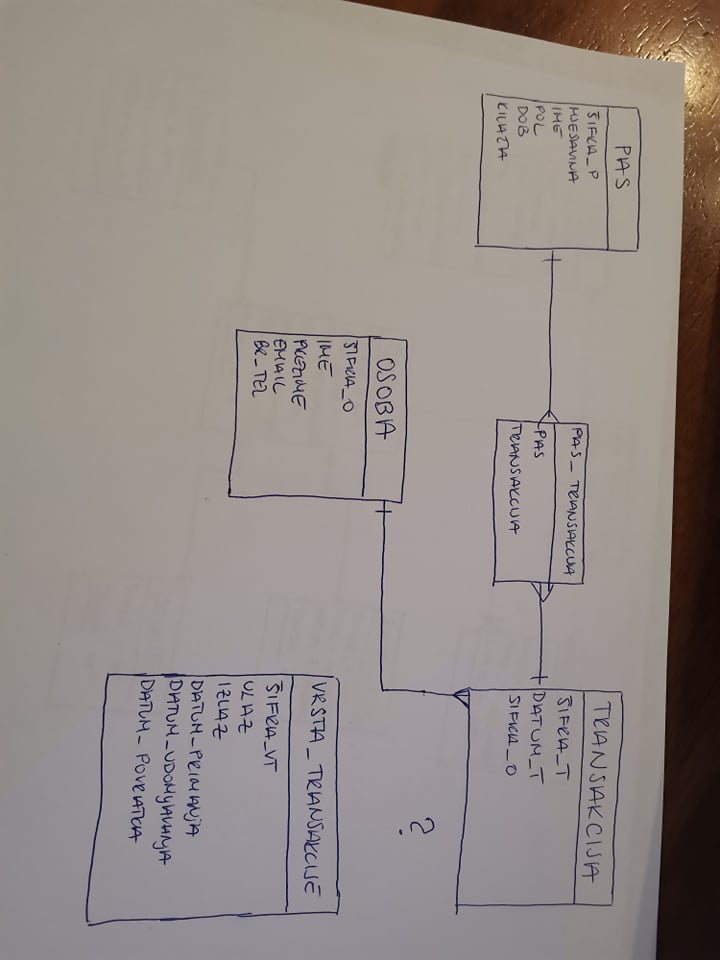 PAS
ŠIFRA_P
MJEŠAVINA
IME
POL
DOB
KILAŽA
PAS_TRANSAKCIJA
PAS
TRANSAKCIJA
TRANSAKCIJA
ŠIFRA_T
DATUM_T
ŠIFRA_O
?
OSOBA
ŠIFRA_O
IME
PREZIME
EMAIL
BR_TEL
VRSTA_TRANSAKCIJE
ŠIFRA_VT
ULAZ
IZLAZ
DATUM_PRIMANJA
DATUM_UDOMJAVANJA
DATUM_POVRATKA